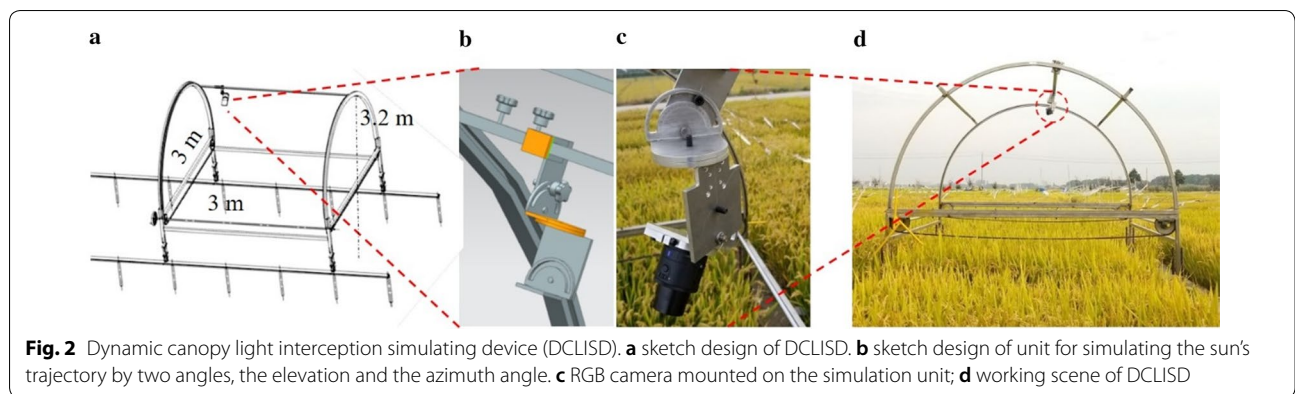 a b c d
3.2 m
3 m
3 m
Fig. 2 Dynamic canopy light interception simulating device (DCLISD). a sketch design of DCLISD. b sketch design of unit for simulating the sun's
trajectory by two angles, the elevation and the azimuth angle. c RGB camera mounted on the simulation unit; d working scene of DCLISD